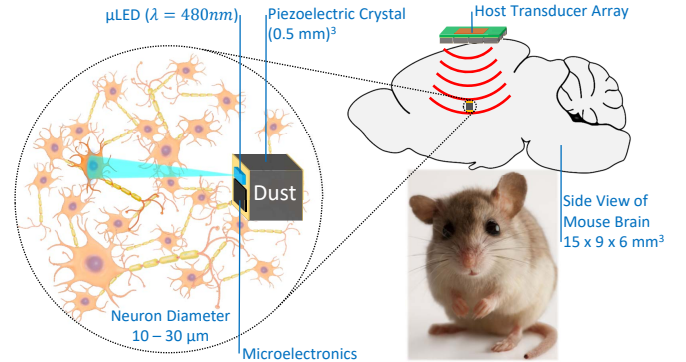 μLED (λ = 480nm)
Piezoelectric Crystal
(0.5 mm)³
Host Transducer Array
Dust
Side View of
Mouse Brain
15 x 9 x 6 mm³
Neuron Diameter
10 – 30 μm
Microelectronics